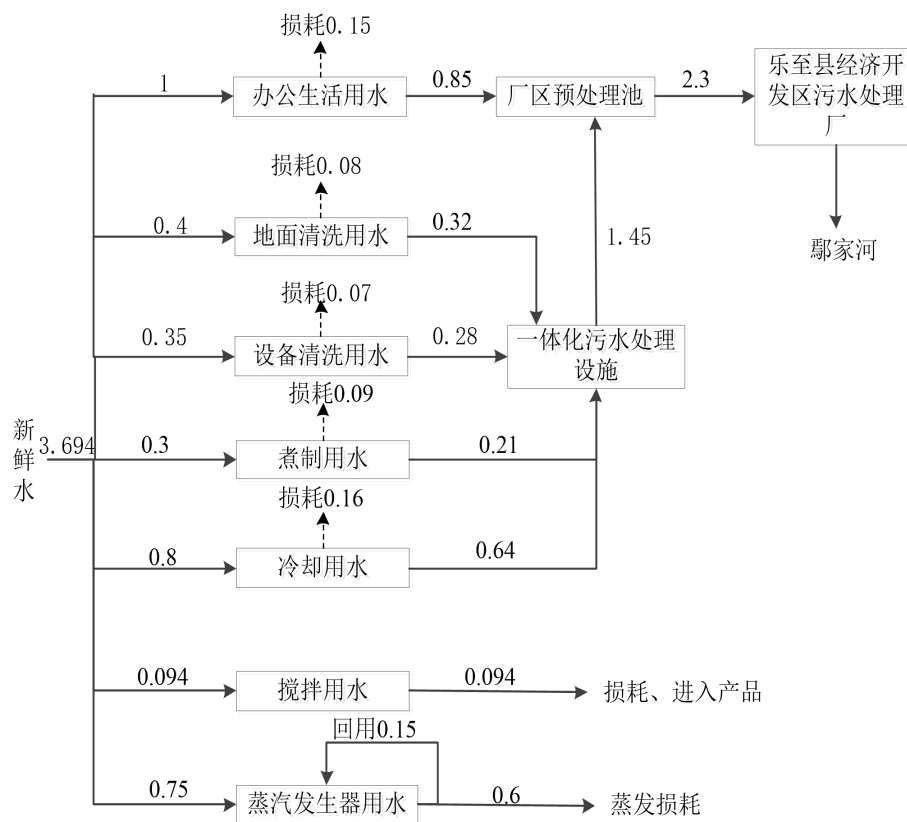 损耗0.15
1
办公生活用水
0.85
厂区预处理池
2.3
乐至县经济开
发区污水处理
厂
损耗0.08
0.4
地面清洗用水
0.32
1.45
鄢家河
损耗0.07
0.35
设备清洗用水
0.28
一体化污水处理
设施
损耗0.09
新
鲜
水
3.694
0.3
煮制用水
0.21
损耗0.16
0.8
冷却用水
0.64
0.094
搅拌用水
0.094
损耗、进入产品
回用0.15
0.75
蒸汽发生器用水
0.6
蒸发损耗